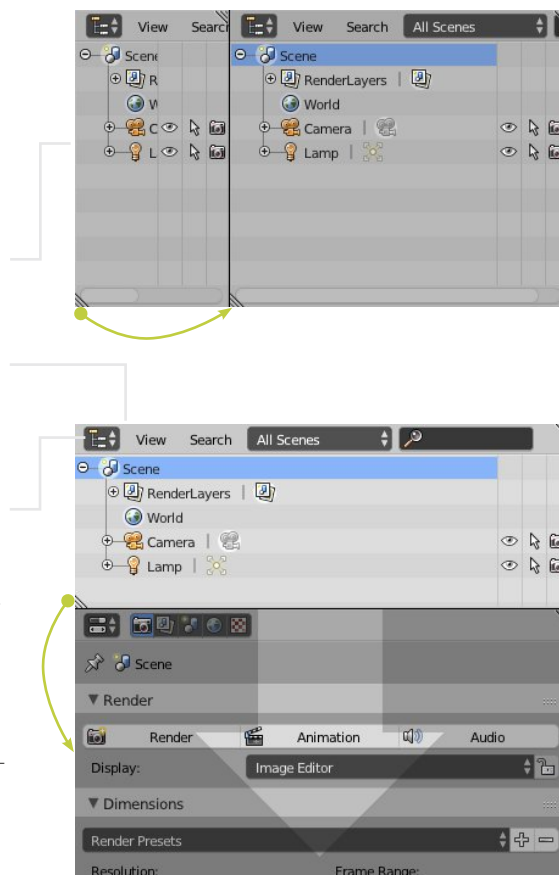 View Search View Search All Scenes
Scene Scene
R RenderLayers
World
C Camera
L Lamp
View Search All Scenes
Scene
RenderLayers
World
Camera
Lamp
Scene
Render
Render Animation Audio
Display: Image Editor
Dimensions
Render Presets
Resolution: Frame Range: